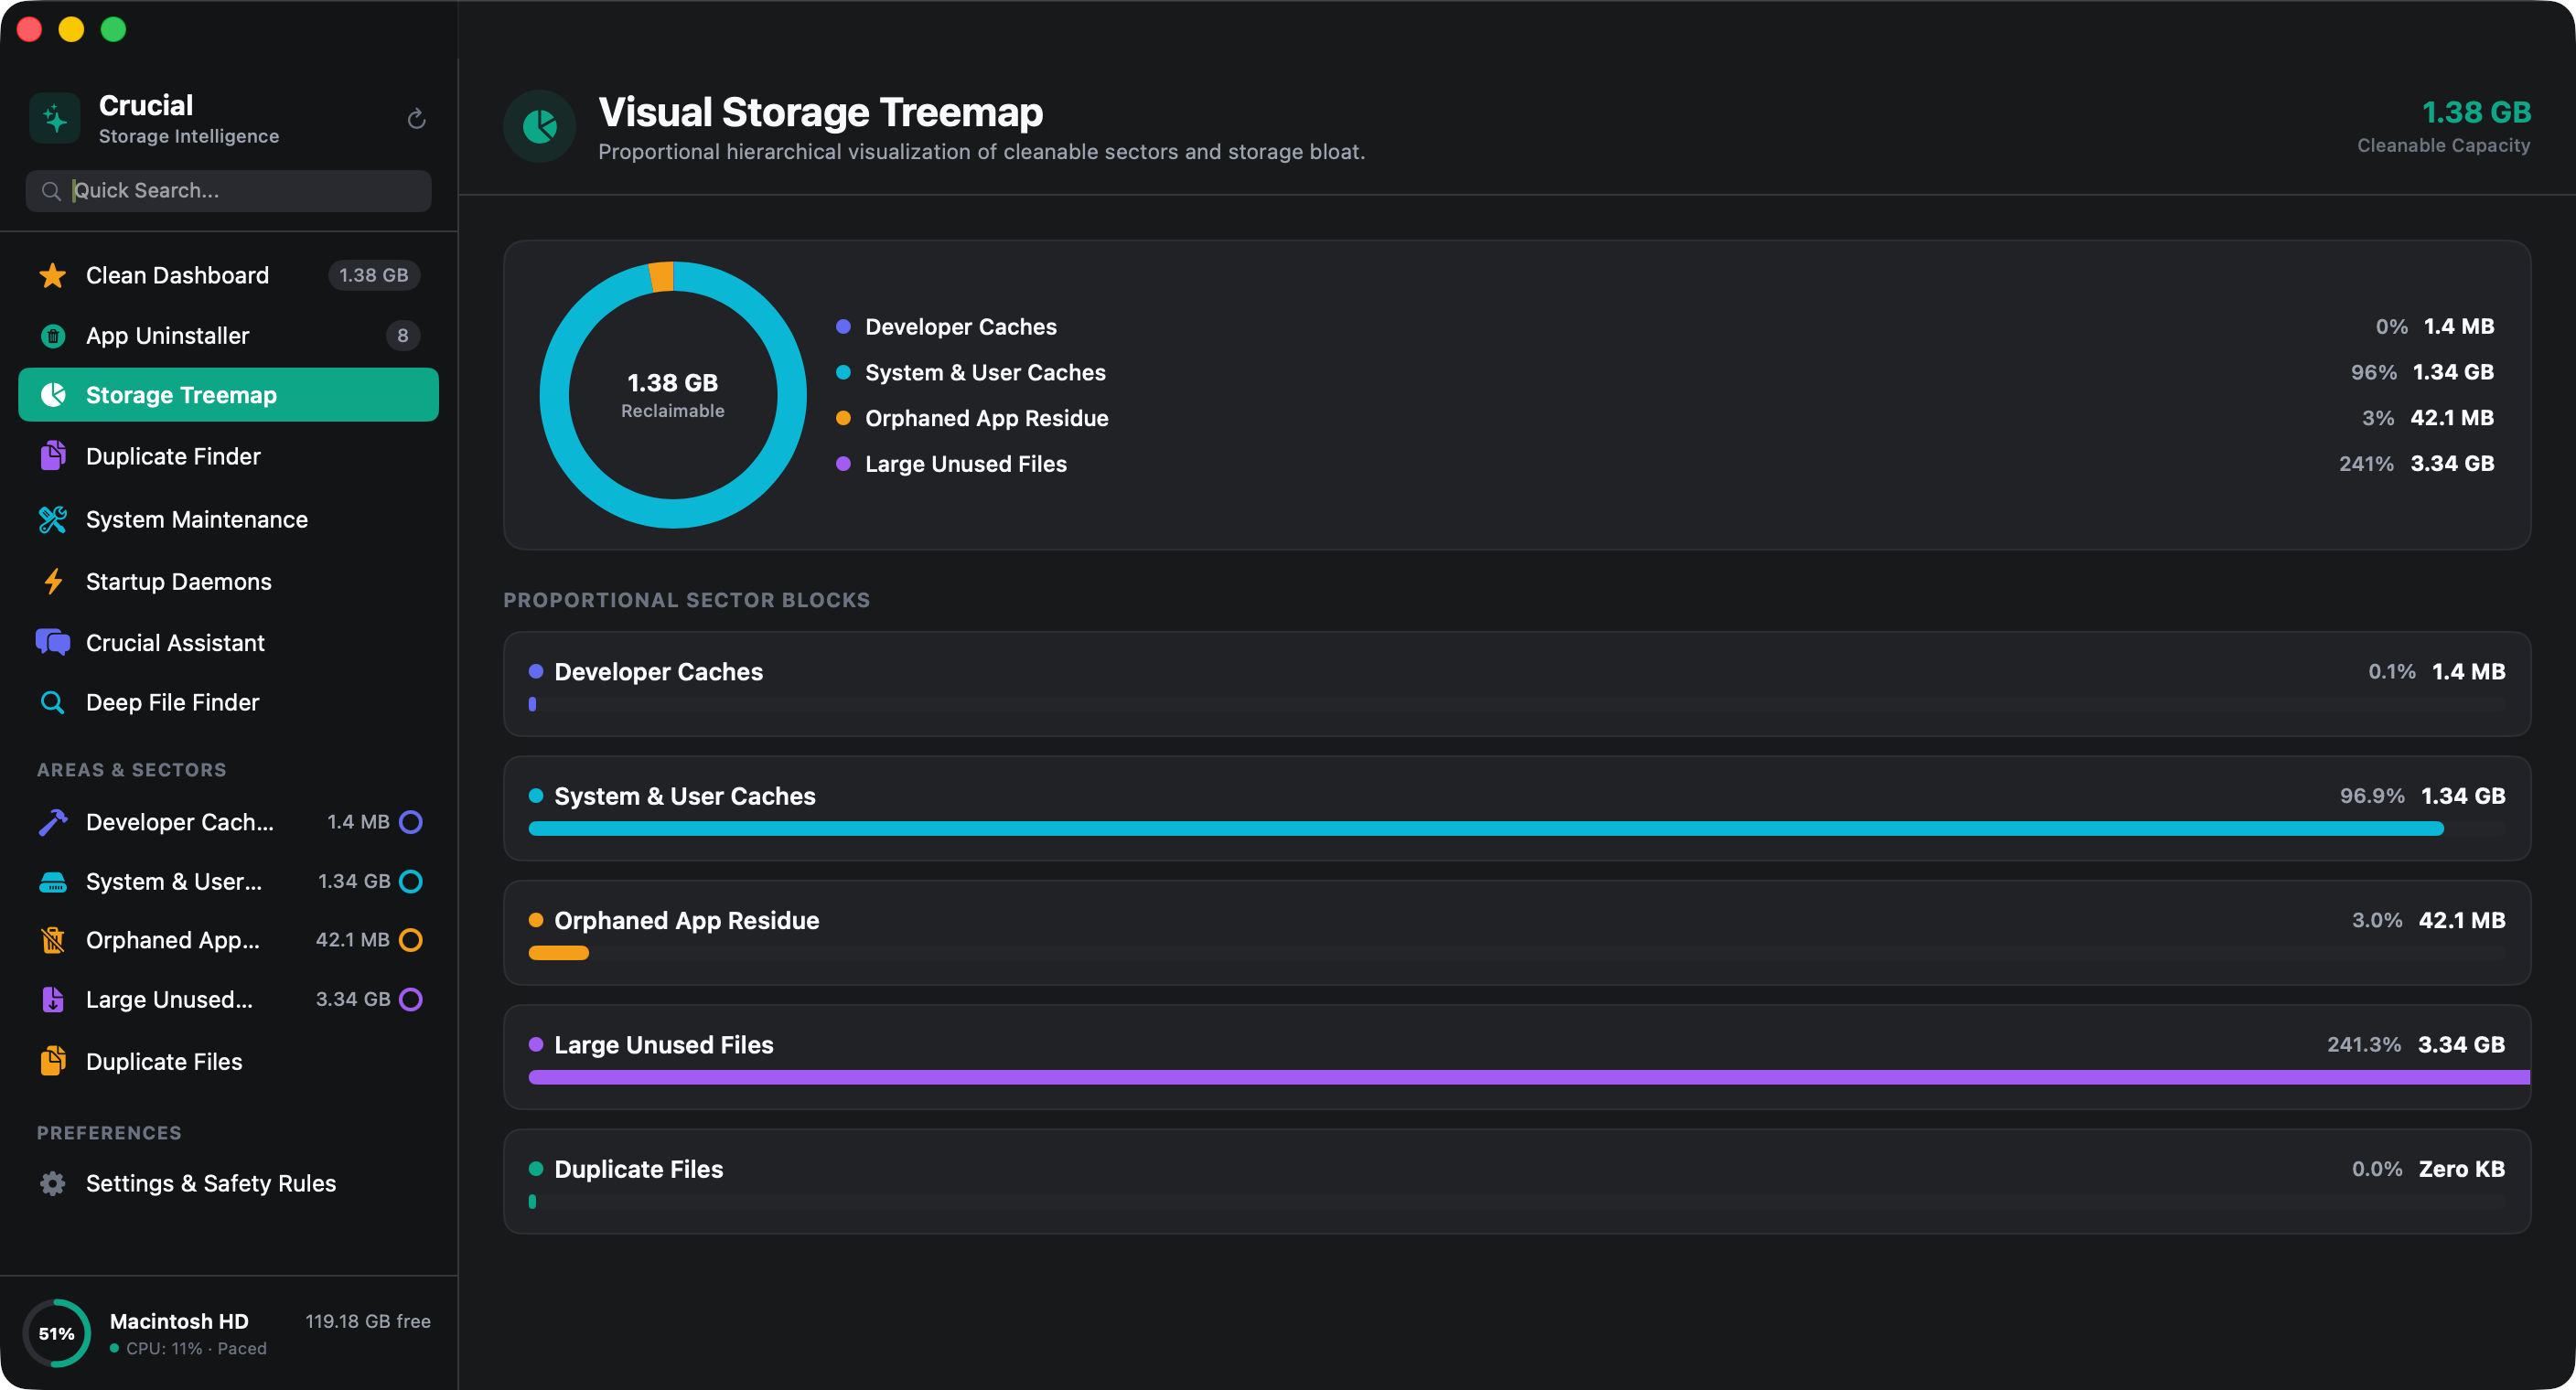 Crucial
Storage Intelligence
Quick Search...
Clean Dashboard 1.38 GB
App Uninstaller 8
Storage Treemap
Duplicate Finder
System Maintenance
Startup Daemons
Crucial Assistant
Deep File Finder
AREAS & SECTORS
Developer Cach... 1.4 MB
System & User... 1.34 GB
Orphaned App... 42.1 MB
Large Unused... 3.34 GB
Duplicate Files
PREFERENCES
Settings & Safety Rules
51%
Macintosh HD 119.18 GB free
CPU: 11% · Paced
Visual Storage Treemap
Proportional hierarchical visualization of cleanable sectors and storage bloat.
1.38 GB
Cleanable Capacity
1.38 GB
Reclaimable
Developer Caches 0% 1.4 MB
System & User Caches 96% 1.34 GB
Orphaned App Residue 3% 42.1 MB
Large Unused Files 241% 3.34 GB
PROPORTIONAL SECTOR BLOCKS
Developer Caches 0.1% 1.4 MB
System & User Caches 96.9% 1.34 GB
Orphaned App Residue 3.0% 42.1 MB
Large Unused Files 241.3% 3.34 GB
Duplicate Files 0.0% Zero KB